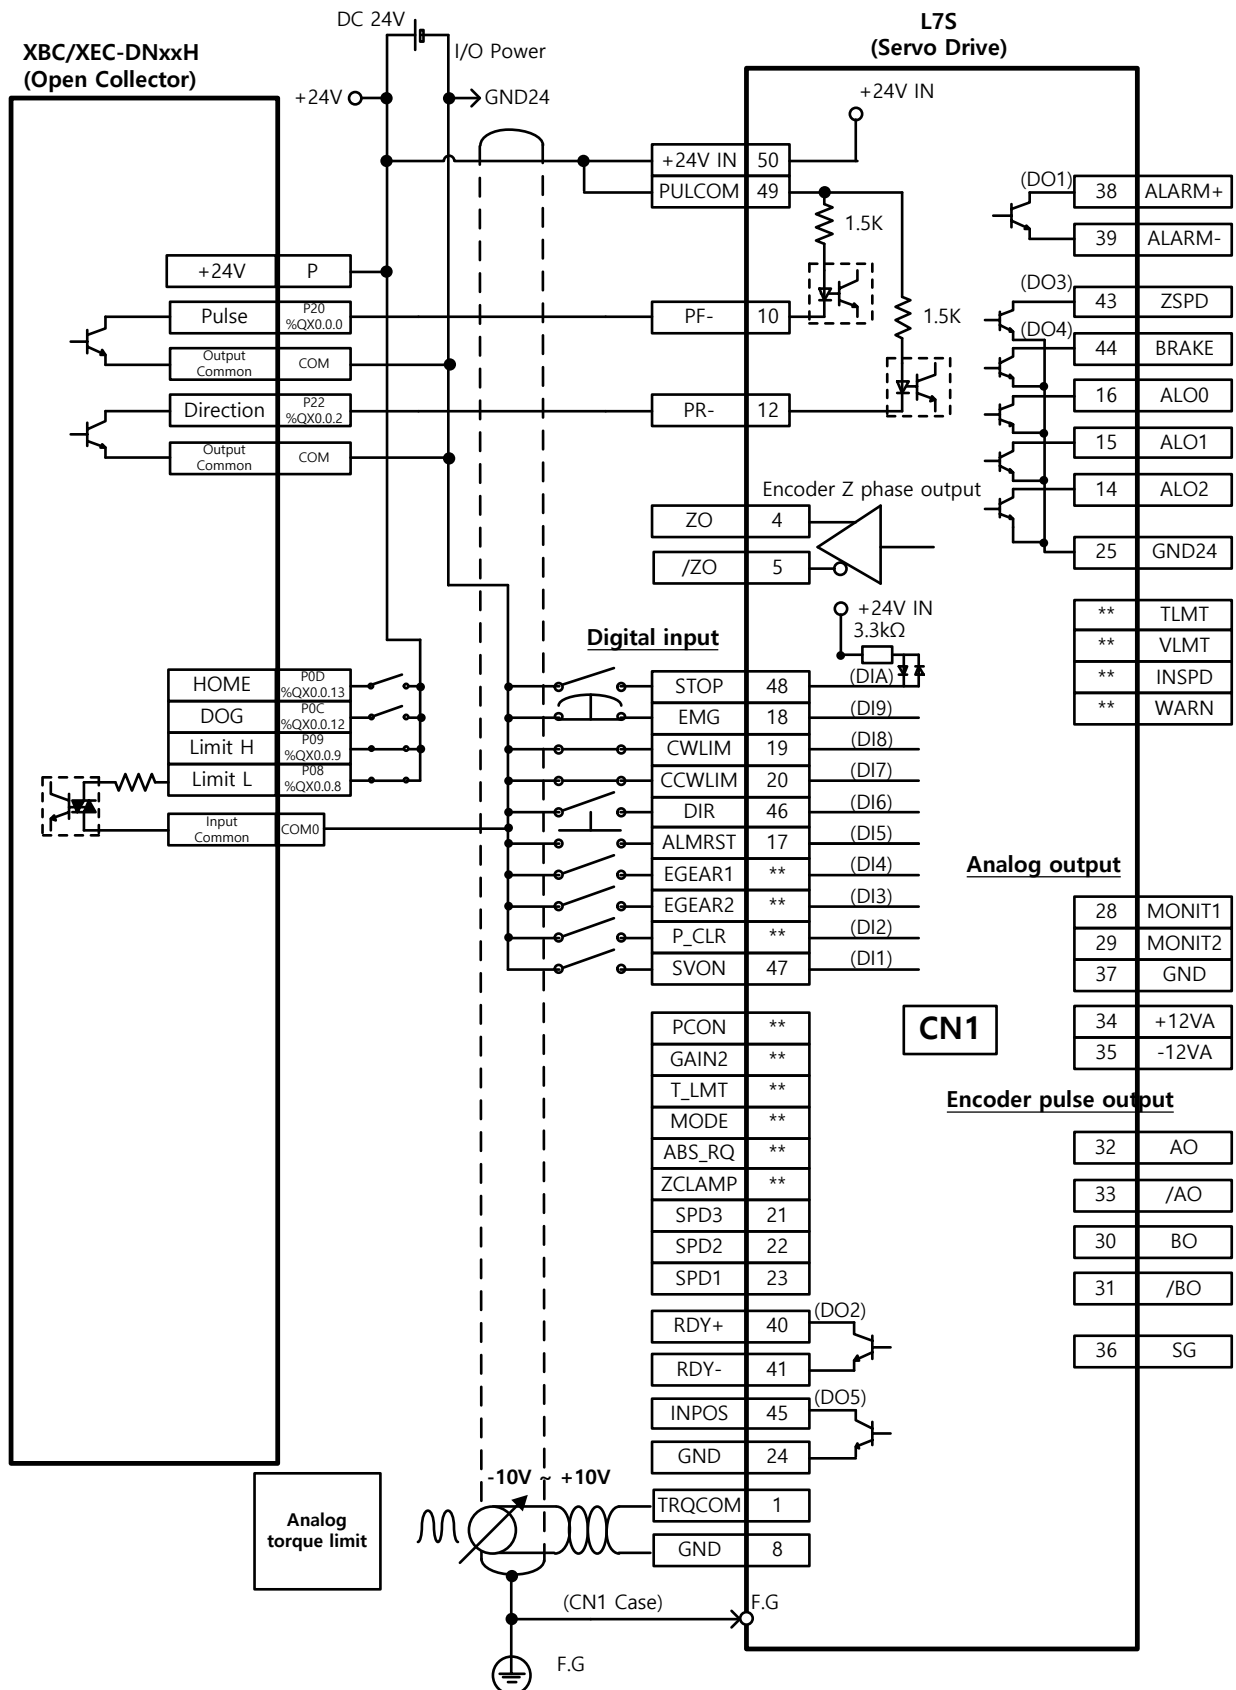 DC 24V
L7S
(Servo Drive)
XBC/XEC-DNxxH
(Open Collector)
I/O Power
+24V
GND24
+24V IN
+24V IN 50
PULCOM 49
1.5K
1.5K
(DO1)
38 ALARM+
39 ALARM-
+24V P
Pulse P20 %QX0.0.0
Output Common COM
Direction P22 %QX0.0.2
Output Common COM
PF- 10
PR- 12
(DO3)
43 ZSPD
(DO4)
44 BRAKE
16 ALO0
15 ALO1
14 ALO2
25 GND24
Encoder Z phase output
ZO 4
/ZO 5
** TLMT
** VLMT
** INSPD
** WARN
+24V IN
3.3kΩ
Digital input
HOME P0D %QX0.0.13
DOG P0C %QX0.0.12
Limit H P09 %QX0.0.9
Limit L P08 %QX0.0.8
Input Common COM0
STOP 48 (DIA)
EMG 18 (DI9)
CWLIM 19 (DI8)
CCWLIM 20 (DI7)
DIR 46 (DI6)
ALMRST 17 (DI5)
EGEAR1 ** (DI4)
EGEAR2 ** (DI3)
P_CLR ** (DI2)
SVON 47 (DI1)
Analog output
28 MONIT1
29 MONIT2
37 GND
34 +12VA
35 -12VA
CN1
PCON **
GAIN2 **
T_LMT **
MODE **
ABS_RQ **
ZCLAMP **
SPD3 21
SPD2 22
SPD1 23
Encoder pulse output
32 AO
33 /AO
30 BO
31 /BO
36 SG
RDY+ 40 (DO2)
RDY- 41
INPOS 45 (DO5)
GND 24
-10V ~ +10V
Analog
torque limit
TRQCOM 1
GND 8
(CN1 Case)
F.G
F.G